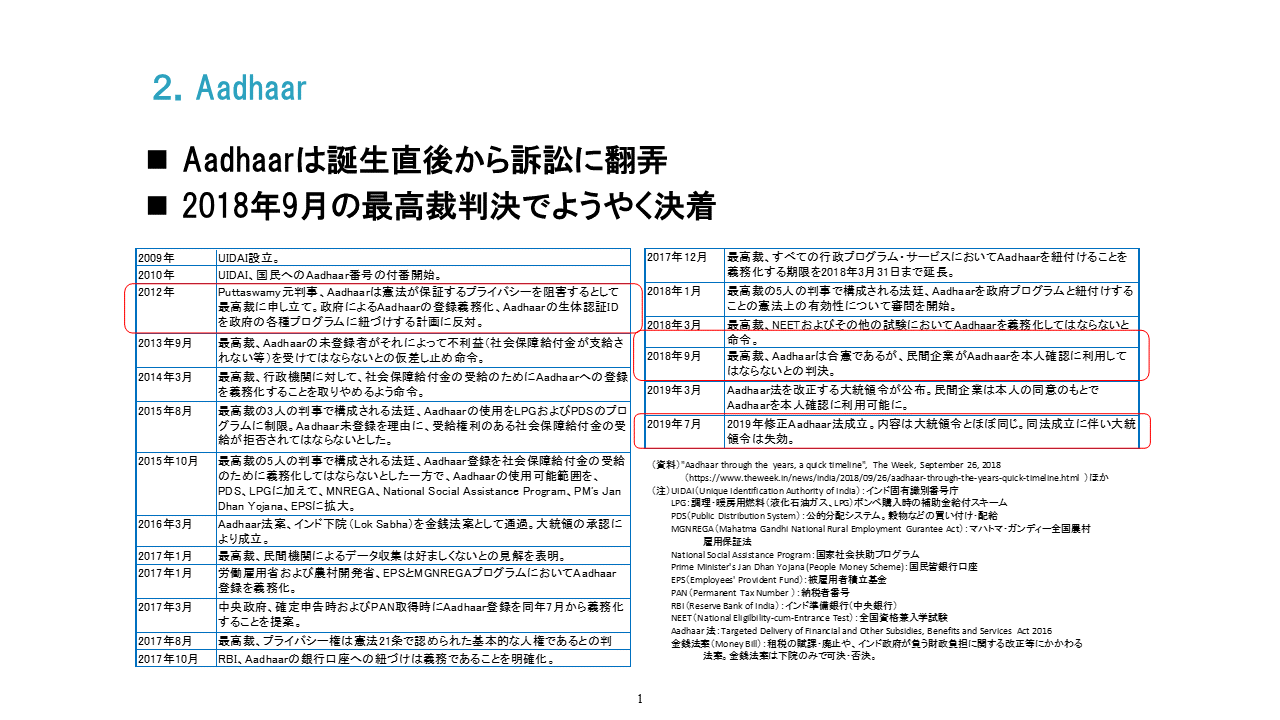 ２．Aadhaar
■ Aadhaarは誕生直後から訴訟に翻弄
■ 2018年9月の最高裁判決でようやく決着
2009年 UIDAI設立。
2010年 UIDAI、国民へのAadhaar番号の付番開始。
2012年 Puttaswamy元判事、Aadhaarは憲法が保証するプライバシーを阻害するとして
最高裁に申し立て。政府によるAadhaarの登録義務化、Aadhaarの生体認証ID
を政府の各種プログラムに紐づけする計画に反対。
2013年9月 最高裁、Aadhaarの未登録者がそれによって不利益（社会保障給付金が支給さ
れない等）を受けてはならないとの仮差し止め命令。
2014年3月 最高裁、行政機関に対して、社会保障給付金の受給のためにAadhaarへの登録
を義務化することを取りやめるよう命令。
2015年8月 最高裁の3人の判事で構成される法廷、Aadhaarの使用をLPGおよびPDSのプロ
グラムに制限。Aadhaar未登録を理由に、受給権利のある社会保障給付金の受
給が拒否されてはならないとした。
2015年10月 最高裁の5人の判事で構成される法廷、Aadhaar登録を社会保障給付金の受給
のために義務化してはならないとした一方で、Aadhaarの使用可能範囲を、
PDS、LPGに加えて、MNREGA、National Social Assistance Program、PM's Jan
Dhan Yojana、EPSに拡大。
2016年3月 Aadhaar法案、インド下院（Lok Sabha）を金銭法案として通過。大統領の承認に
より成立。
2017年1月 最高裁、民間機関によるデータ収集は好ましくないとの見解を表明。
2017年1月 労働雇用省および農村開発省、EPSとMGNREGAプログラムにおいてAadhaar
登録を義務化。
2017年3月 中央政府、確定申告時およびPAN取得時にAadhaar登録を同年7月から義務化
することを提案。
2017年8月 最高裁、プライバシー権は憲法21条で認められた基本的な人権であるとの判
2017年10月 RBI、Aadhaarの銀行口座への紐づけは義務であることを明確化。
2017年12月 最高裁、すべての行政プログラム・サービスにおいてAadhaarを紐付けることを
義務化する期限を2018年3月31日まで延長。
2018年1月 最高裁の5人の判事で構成される法廷、Aadhaarを政府プログラムと紐付けする
ことの憲法上の有効性について審問を開始。
2018年3月 最高裁、NEETおよびその他の試験においてAadhaarを義務化してはならないと
命令。
2018年9月 最高裁、Aadhaarは合憲であるが、民間企業がAadhaarを本人確認に利用して
はならないとの判決。
2019年3月 Aadhaar法を改正する大統領令が公布。民間企業は本人の同意のもとで
Aadhaarを本人確認に利用可能に。
2019年7月 2019年修正Aadhaar法成立。内容は大統領令とほぼ同じ。同法成立に伴い大統
領令は失効。
（資料）"Aadhaar through the years, a quick timeline", The Week, September 26, 2018
（https://www.theweek.in/news/india/2018/09/26/aadhaar-through-the-years-quick-timeline.html ）ほか
（注）UIDAI（Unique Identification Authority of India）：インド固有識別番号庁
LPG：調理・暖房用燃料（液化石油ガス、LPG）ボンベ購入時の補助金給付スキーム
PDS（Public Distribution System）：公的分配システム。穀物などの買い付け・配給
MGNREGA（Mahatma Gandhi National Rural Employment Gurantee Act）：マハトマ・ガンディー全国農村
雇用保証法
National Social Assistance Program：国家社会扶助プログラム
Prime Minister's Jan Dhan Yojana(People Money Scheme)：国民皆銀行口座
EPS（Employees' Provident Fund）：被雇用者積立基金
PAN（Permanent Tax Number ）：納税者番号
RBI（Reserve Bank of India）：インド準備銀行（中央銀行）
NEET（National Eligilbility-cum-Entrance Test）：全国資格兼入学試験
Aadhaar 法：Targeted Delivery of Financial and Other Subsidies, Benefits and Services Act 2016
金銭法案（Money Bill）：租税の賦課・廃止や、インド政府が負う財政負担に関する改正等にかかわる
法案。金銭法案は下院のみで可決・否決。
1